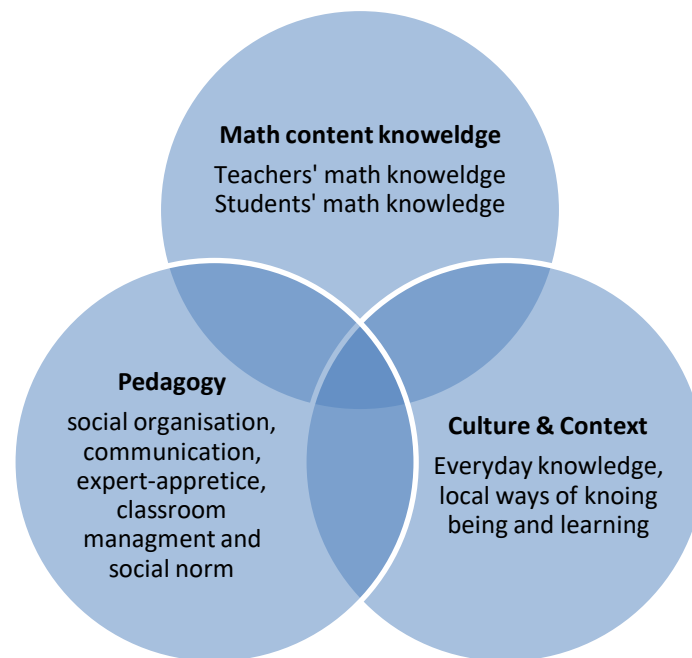 Math content knoweldge
Teachers' math knoweldge
Students' math knowledge
Pedagogy
social organisation,
communication,
expert-appretice,
classroom
managment and
social norm
Culture & Context
Everyday knowledge,
local ways of knoing
being and learning